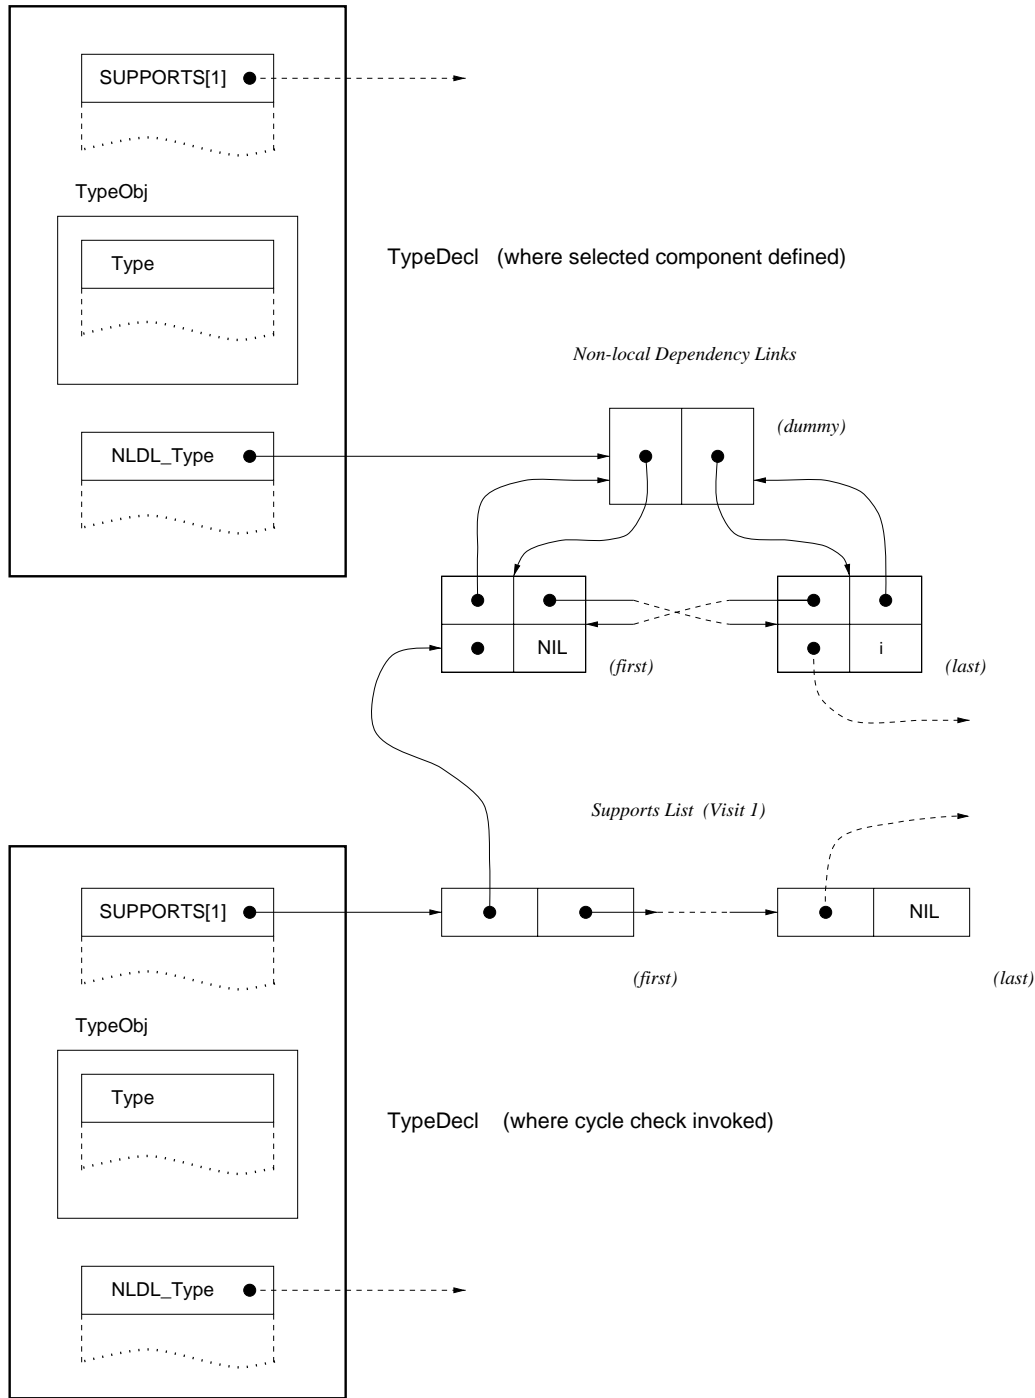 SUPPORTS[1]
TypeObj
Type
TypeDecl (where selected component defined)
Non-local Dependency Links
(dummy)
NLDL_Type
NIL
i
(first)
(last)
Supports List (Visit 1)
SUPPORTS[1]
NIL
(first)
(last)
TypeObj
Type
TypeDecl (where cycle check invoked)
NLDL_Type